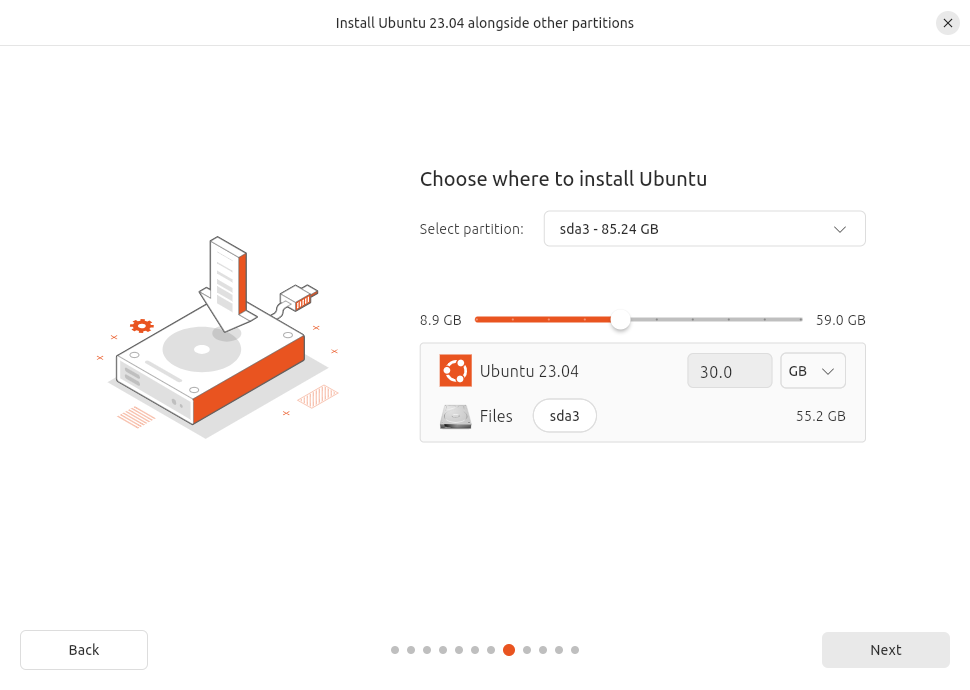 Install Ubuntu 23.04 alongside other partitions
Choose where to install Ubuntu
Select partition: sda3 - 85.24 GB
8.9 GB 59.0 GB
Ubuntu 23.04 30.0 GB
Files sda3 55.2 GB
Back Next